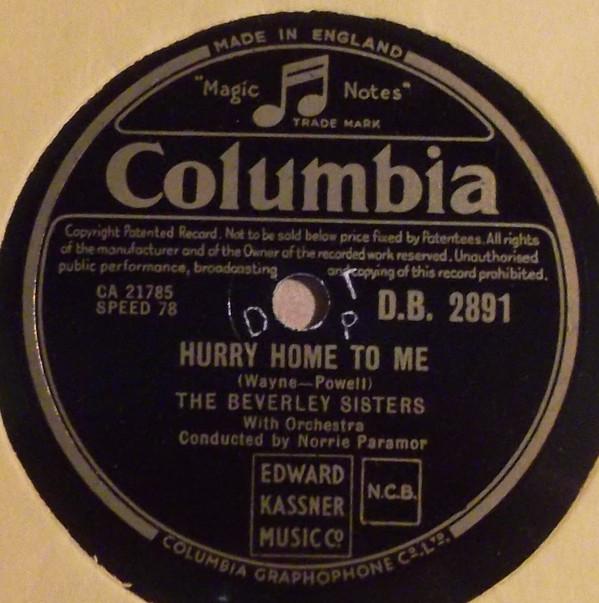 MADE IN ENGLAND
"Magic Notes"
TRADE MARK
Columbia
Copyright Patented Record. Not to be sold below price fixed by Patentees. All rights
of the manufacturer and of the Owner of the recorded work reserved. Unauthorised
public performance, broadcasting and copying of this record prohibited.
CA 21785
SPEED 78
D.B. 2891
D T P
HURRY HOME TO ME
(Wayne—Powell)
THE BEVERLEY SISTERS
With Orchestra
Conducted by Norrie Paramor
EDWARD
KASSNER
MUSIC Co
N.C.B.
COLUMBIA GRAPHOPHONE Co. LTD.